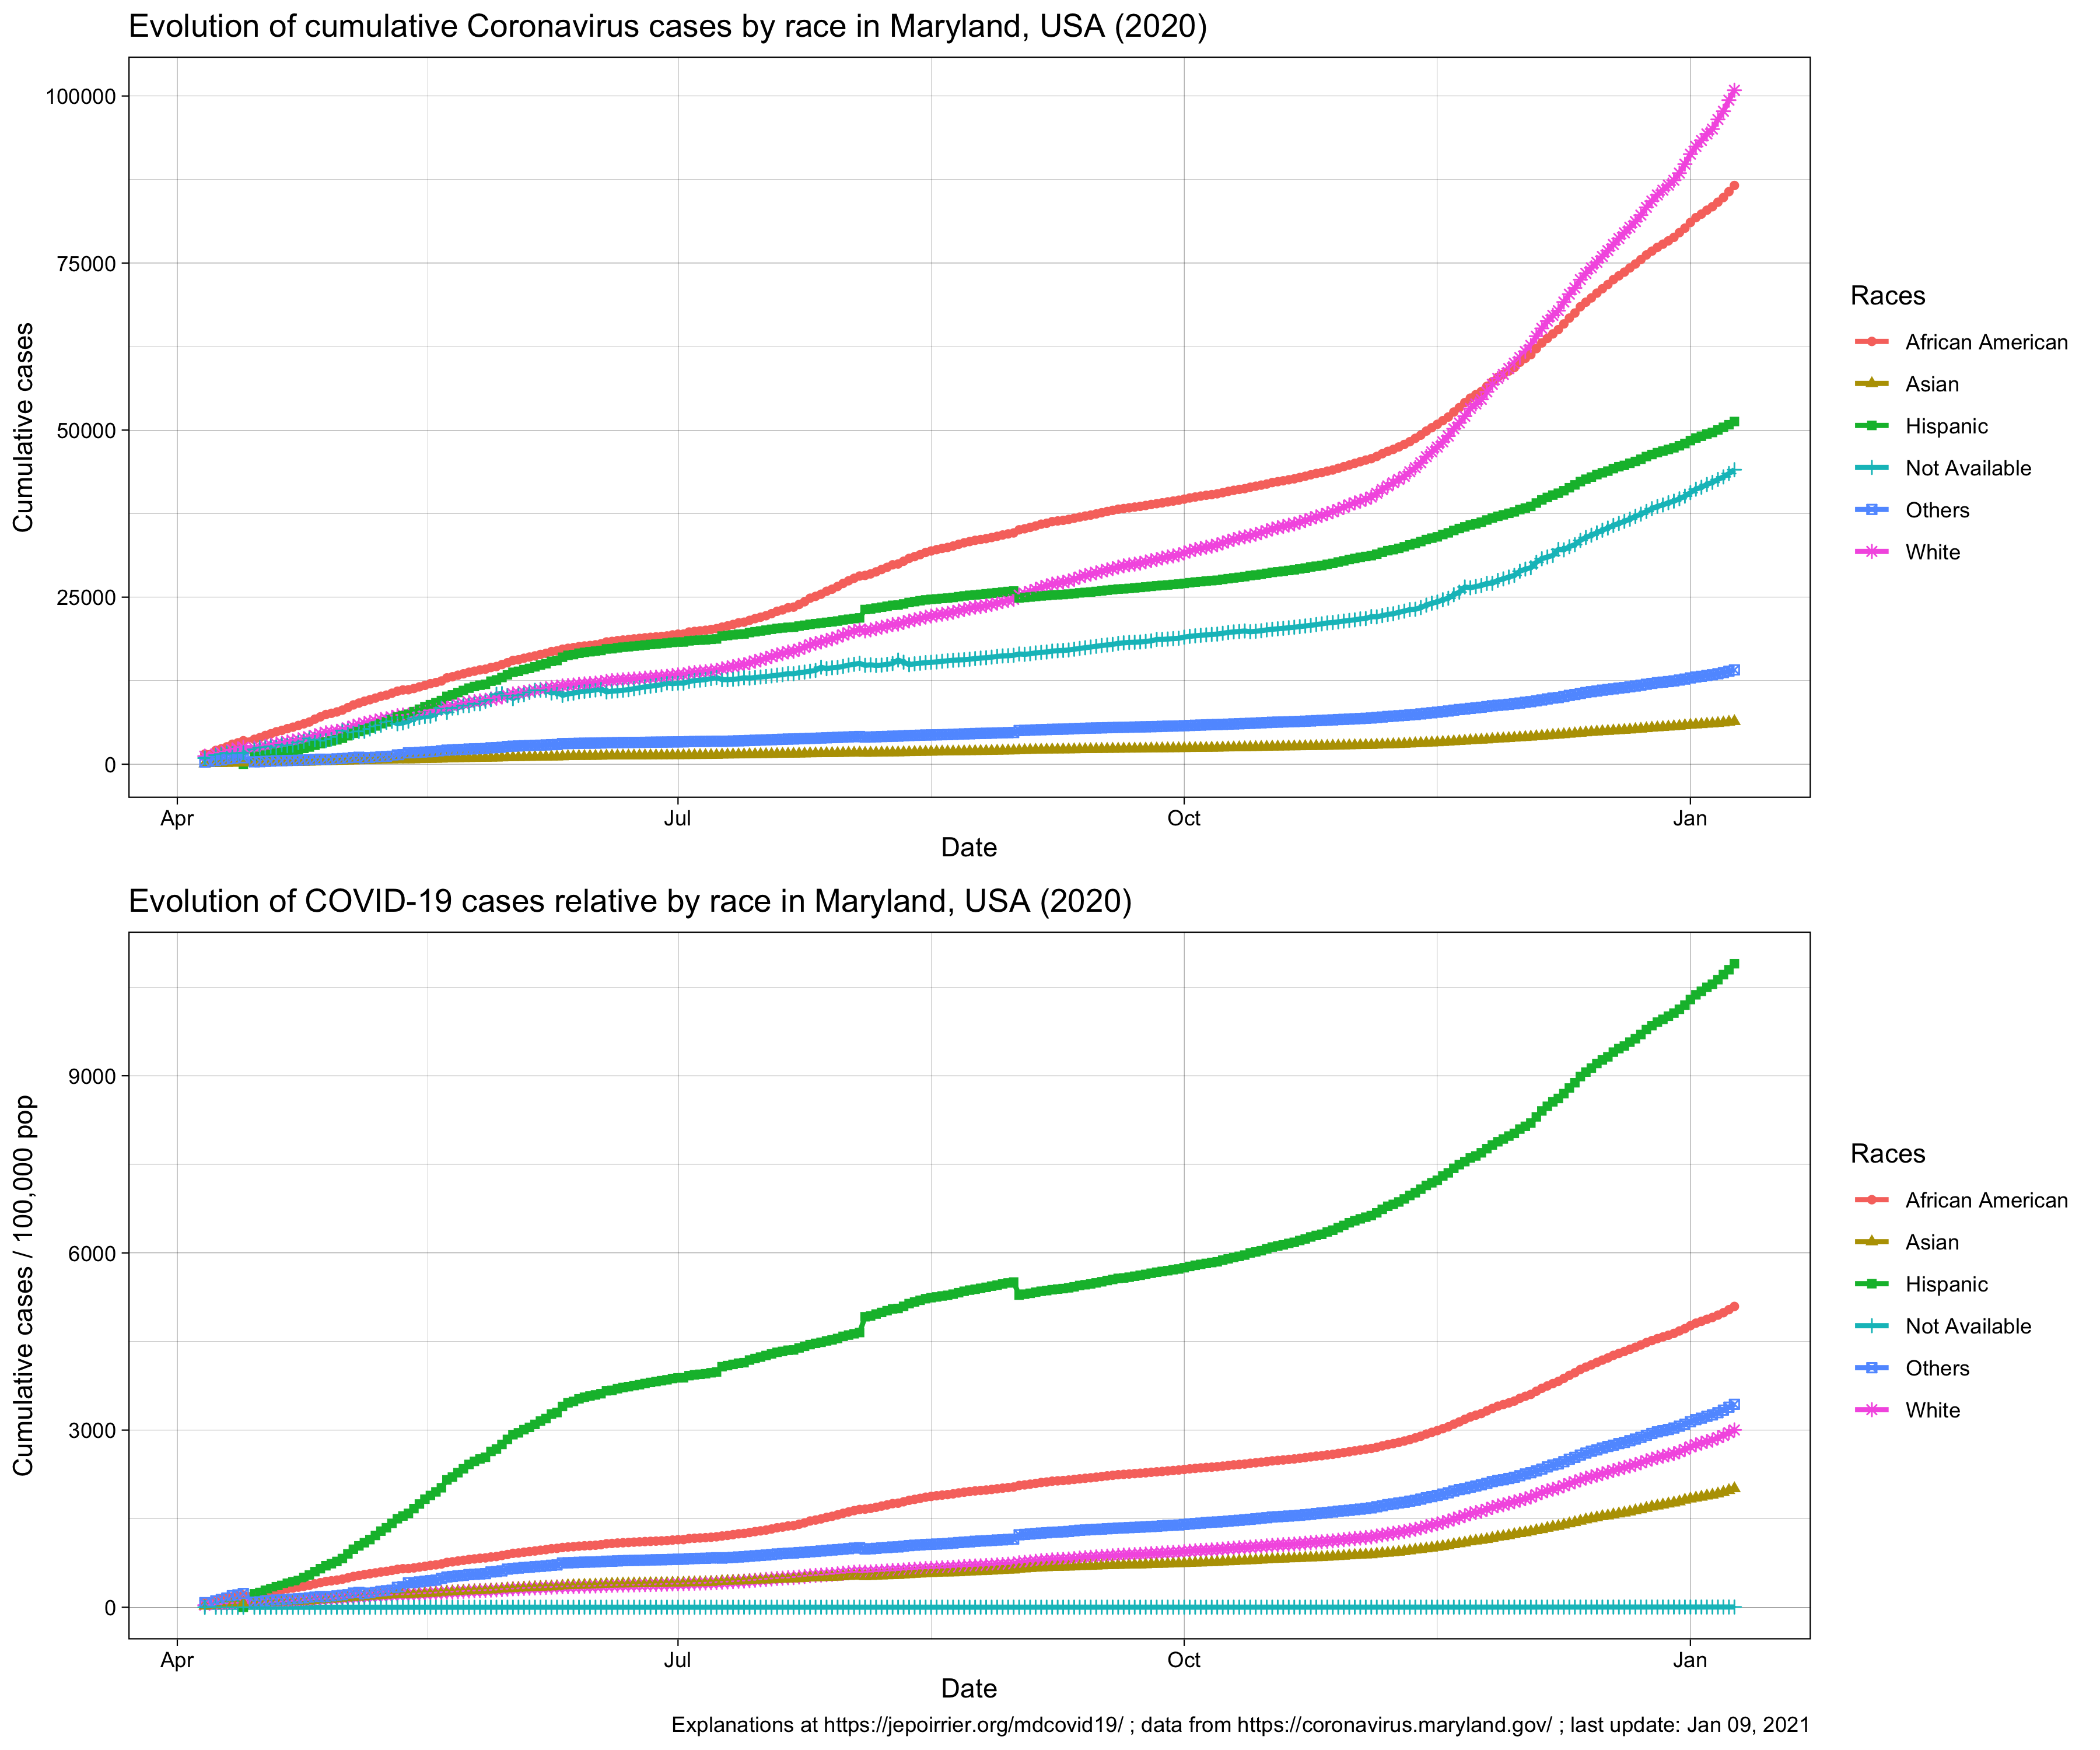 Evolution of cumulative Coronavirus cases by race in Maryland, USA (2020)
100000
75000
50000
25000
0
Cumulative cases
Apr
Jul
Oct
Jan
Date
Races
African American
Asian
Hispanic
Not Available
Others
White
Evolution of COVID-19 cases relative by race in Maryland, USA (2020)
9000
6000
3000
0
Cumulative cases / 100,000 pop
Apr
Jul
Oct
Jan
Date
Races
African American
Asian
Hispanic
Not Available
Others
White
Explanations at https://jepoirrier.org/mdcovid19/ ; data from https://coronavirus.maryland.gov/ ; last update: Jan 09, 2021